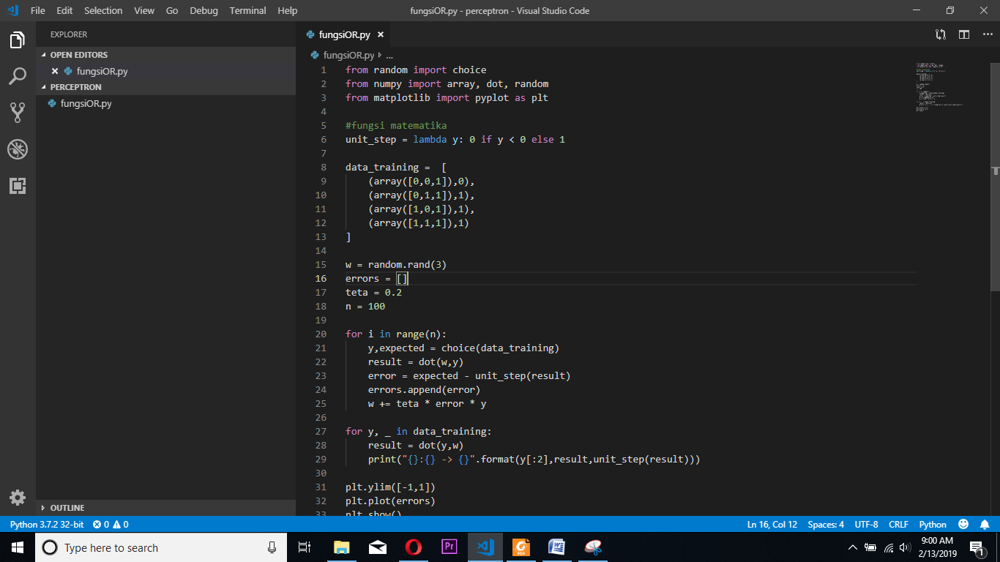 File Edit Selection View Go Debug Terminal Help fungsiOR.py - perceptron - Visual Studio Code
EXPLORER
OPEN EDITORS
fungsiOR.py
PERCEPTRON
fungsiOR.py
OUTLINE
fungsiOR.py
fungsiOR.py ...
1 from random import choice
2 from numpy import array, dot, random
3 from matplotlib import pyplot as plt
4
5 #fungsi matematika
6 unit_step = lambda y: 0 if y < 0 else 1
7
8 data_training =  [
9     (array([0,0,1]),0),
10     (array([0,1,1]),1),
11     (array([1,0,1]),1),
12     (array([1,1,1]),1)
13 ]
14
15 w = random.rand(3)
16 errors = []
17 teta = 0.2
18 n = 100
19
20 for i in range(n):
21     y,expected = choice(data_training)
22     result = dot(w,y)
23     error = expected - unit_step(result)
24     errors.append(error)
25     w += teta * error * y
26
27 for y, _ in data_training:
28     result = dot(y,w)
29     print("{}:{} -> {}".format(y[:2],result,unit_step(result)))
30
31 plt.ylim([-1,1])
32 plt.plot(errors)
33 plt.show()
Python 3.7.2 32-bit 0 0 Ln 16, Col 12 Spaces: 4 UTF-8 CRLF Python
Type here to search
Pr
PDF
W
9:00 AM
2/13/2019
1